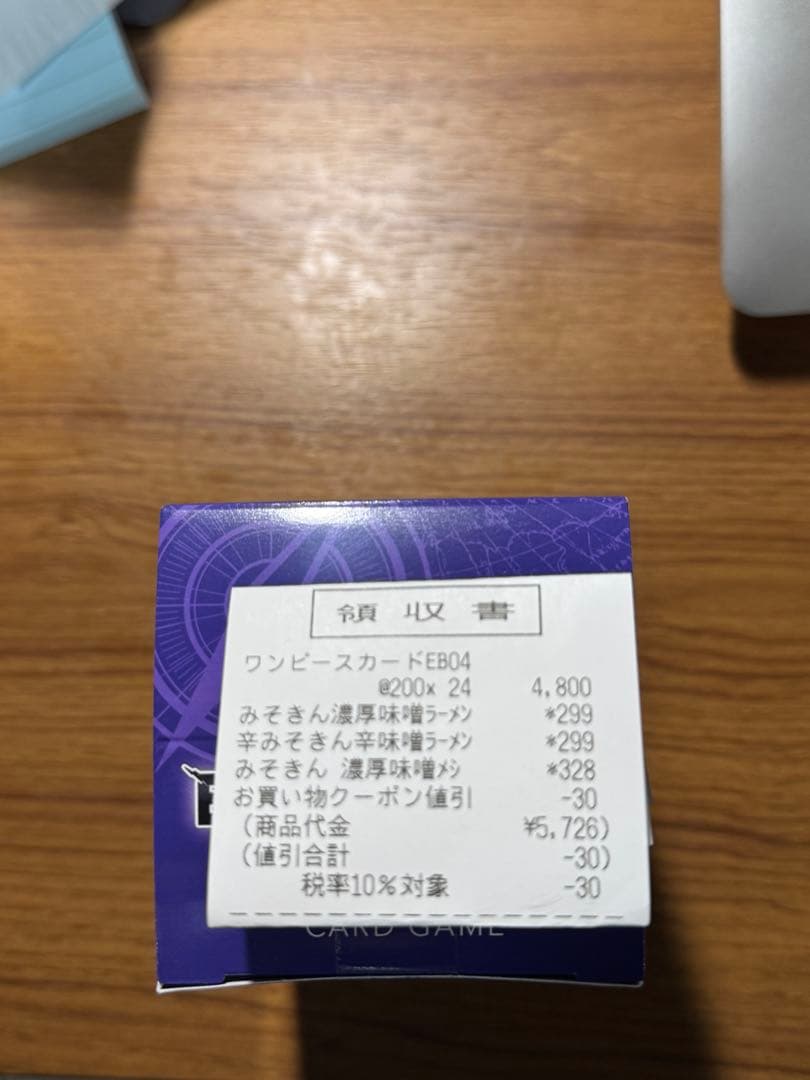 領収書
ワンピースカードEB04
@200x 24 4,800
みそきん濃厚味噌ラーメン *299
辛みそきん辛味噌ラーメン *299
みそきん 濃厚味噌メシ *328
お買い物クーポン値引 -30
(商品代金 ¥5,726)
(値引合計 -30)
税率10%対象 -30
CARD GAME